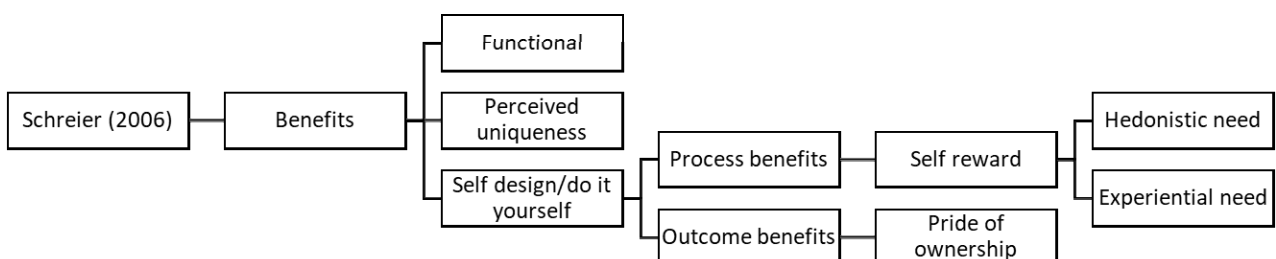 Functional
Schreier (2006)
Benefits
Perceived
uniqueness
Hedonistic need
Process benefits
Self reward
Self design/do it
yourself
Experiential need
Outcome benefits
Pride of
ownership